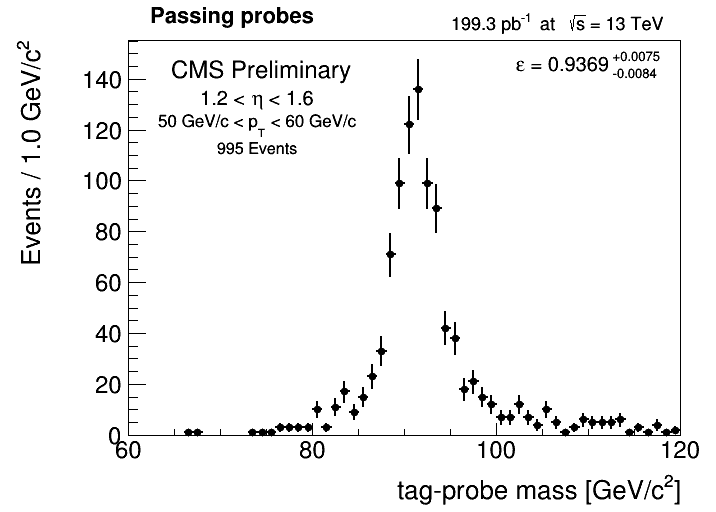 Passing probes
199.3 pb⁻¹ at √s = 13 TeV
CMS Preliminary
ε = 0.9369 +0.0075 -0.0084
1.2 < η < 1.6
50 GeV/c < p_T < 60 GeV/c
995 Events
Events / 1.0 GeV/c²
140
120
100
80
60
40
20
0
60 80 100 120
tag-probe mass [GeV/c²]